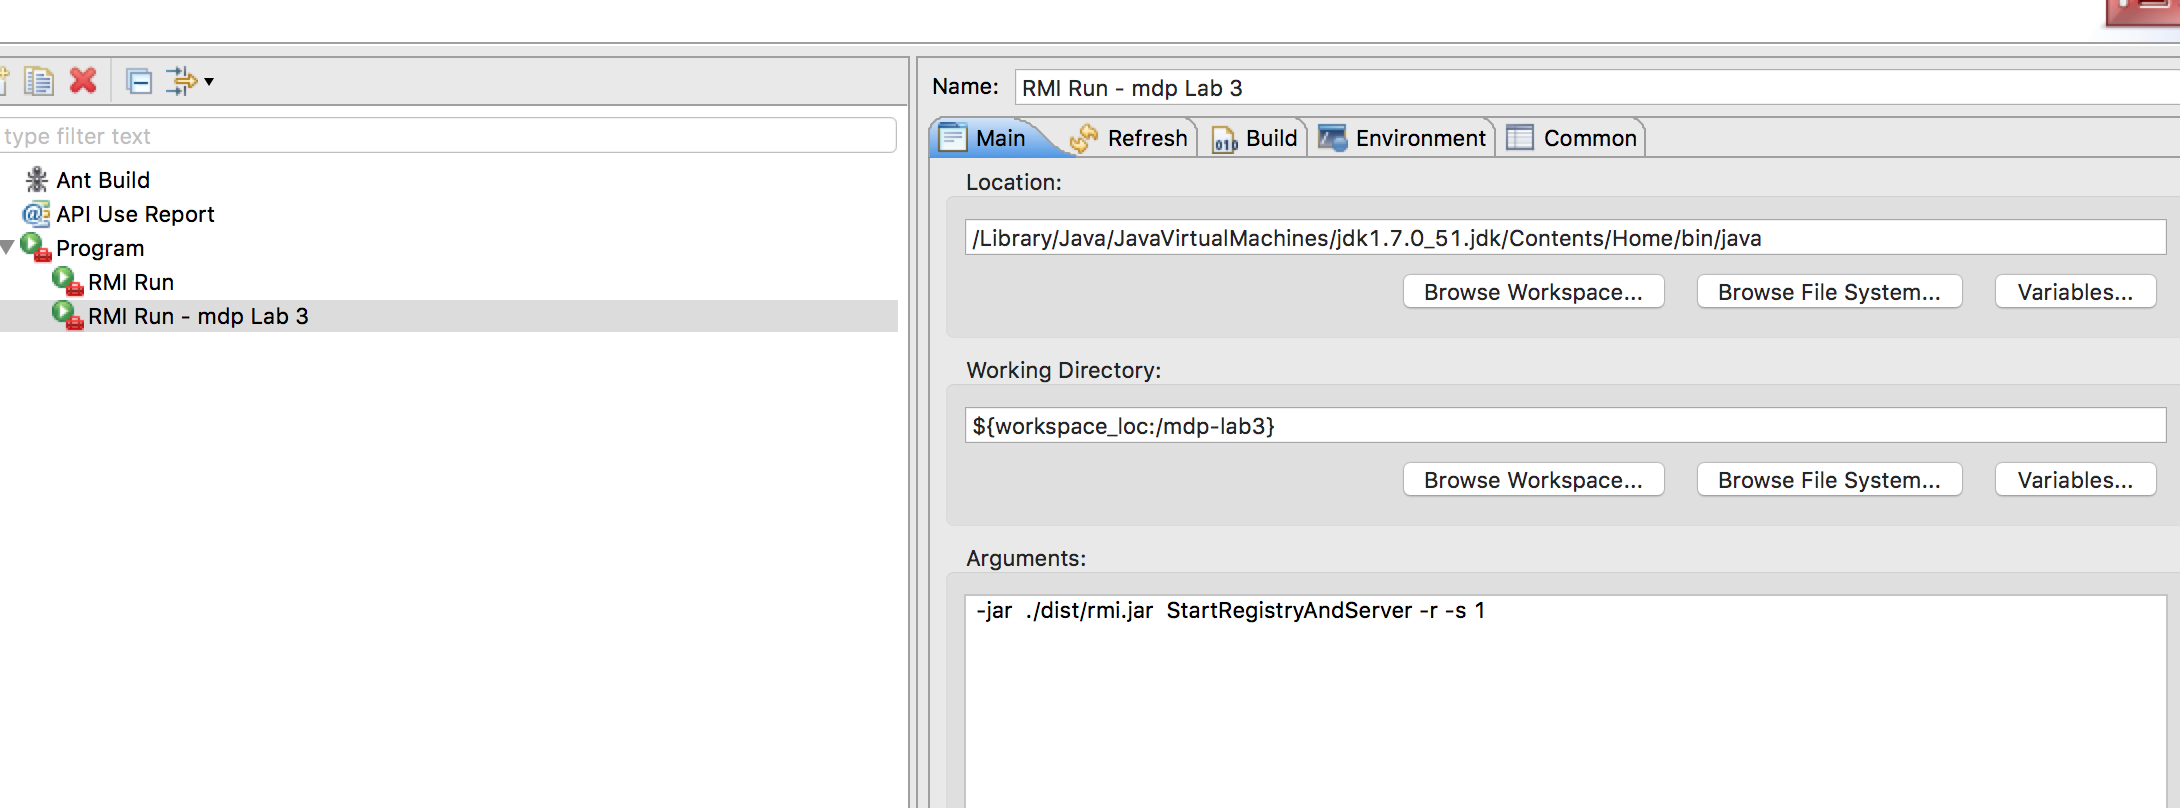 type filter text
Ant Build
API Use Report
Program
RMI Run
RMI Run - mdp Lab 3
Name: RMI Run - mdp Lab 3
Main Refresh Build Environment Common
Location:
/Library/Java/JavaVirtualMachines/jdk1.7.0_51.jdk/Contents/Home/bin/java
Browse Workspace... Browse File System... Variables...
Working Directory:
${workspace_loc:/mdp-lab3}
Browse Workspace... Browse File System... Variables...
Arguments:
-jar ./dist/rmi.jar StartRegistryAndServer -r -s 1